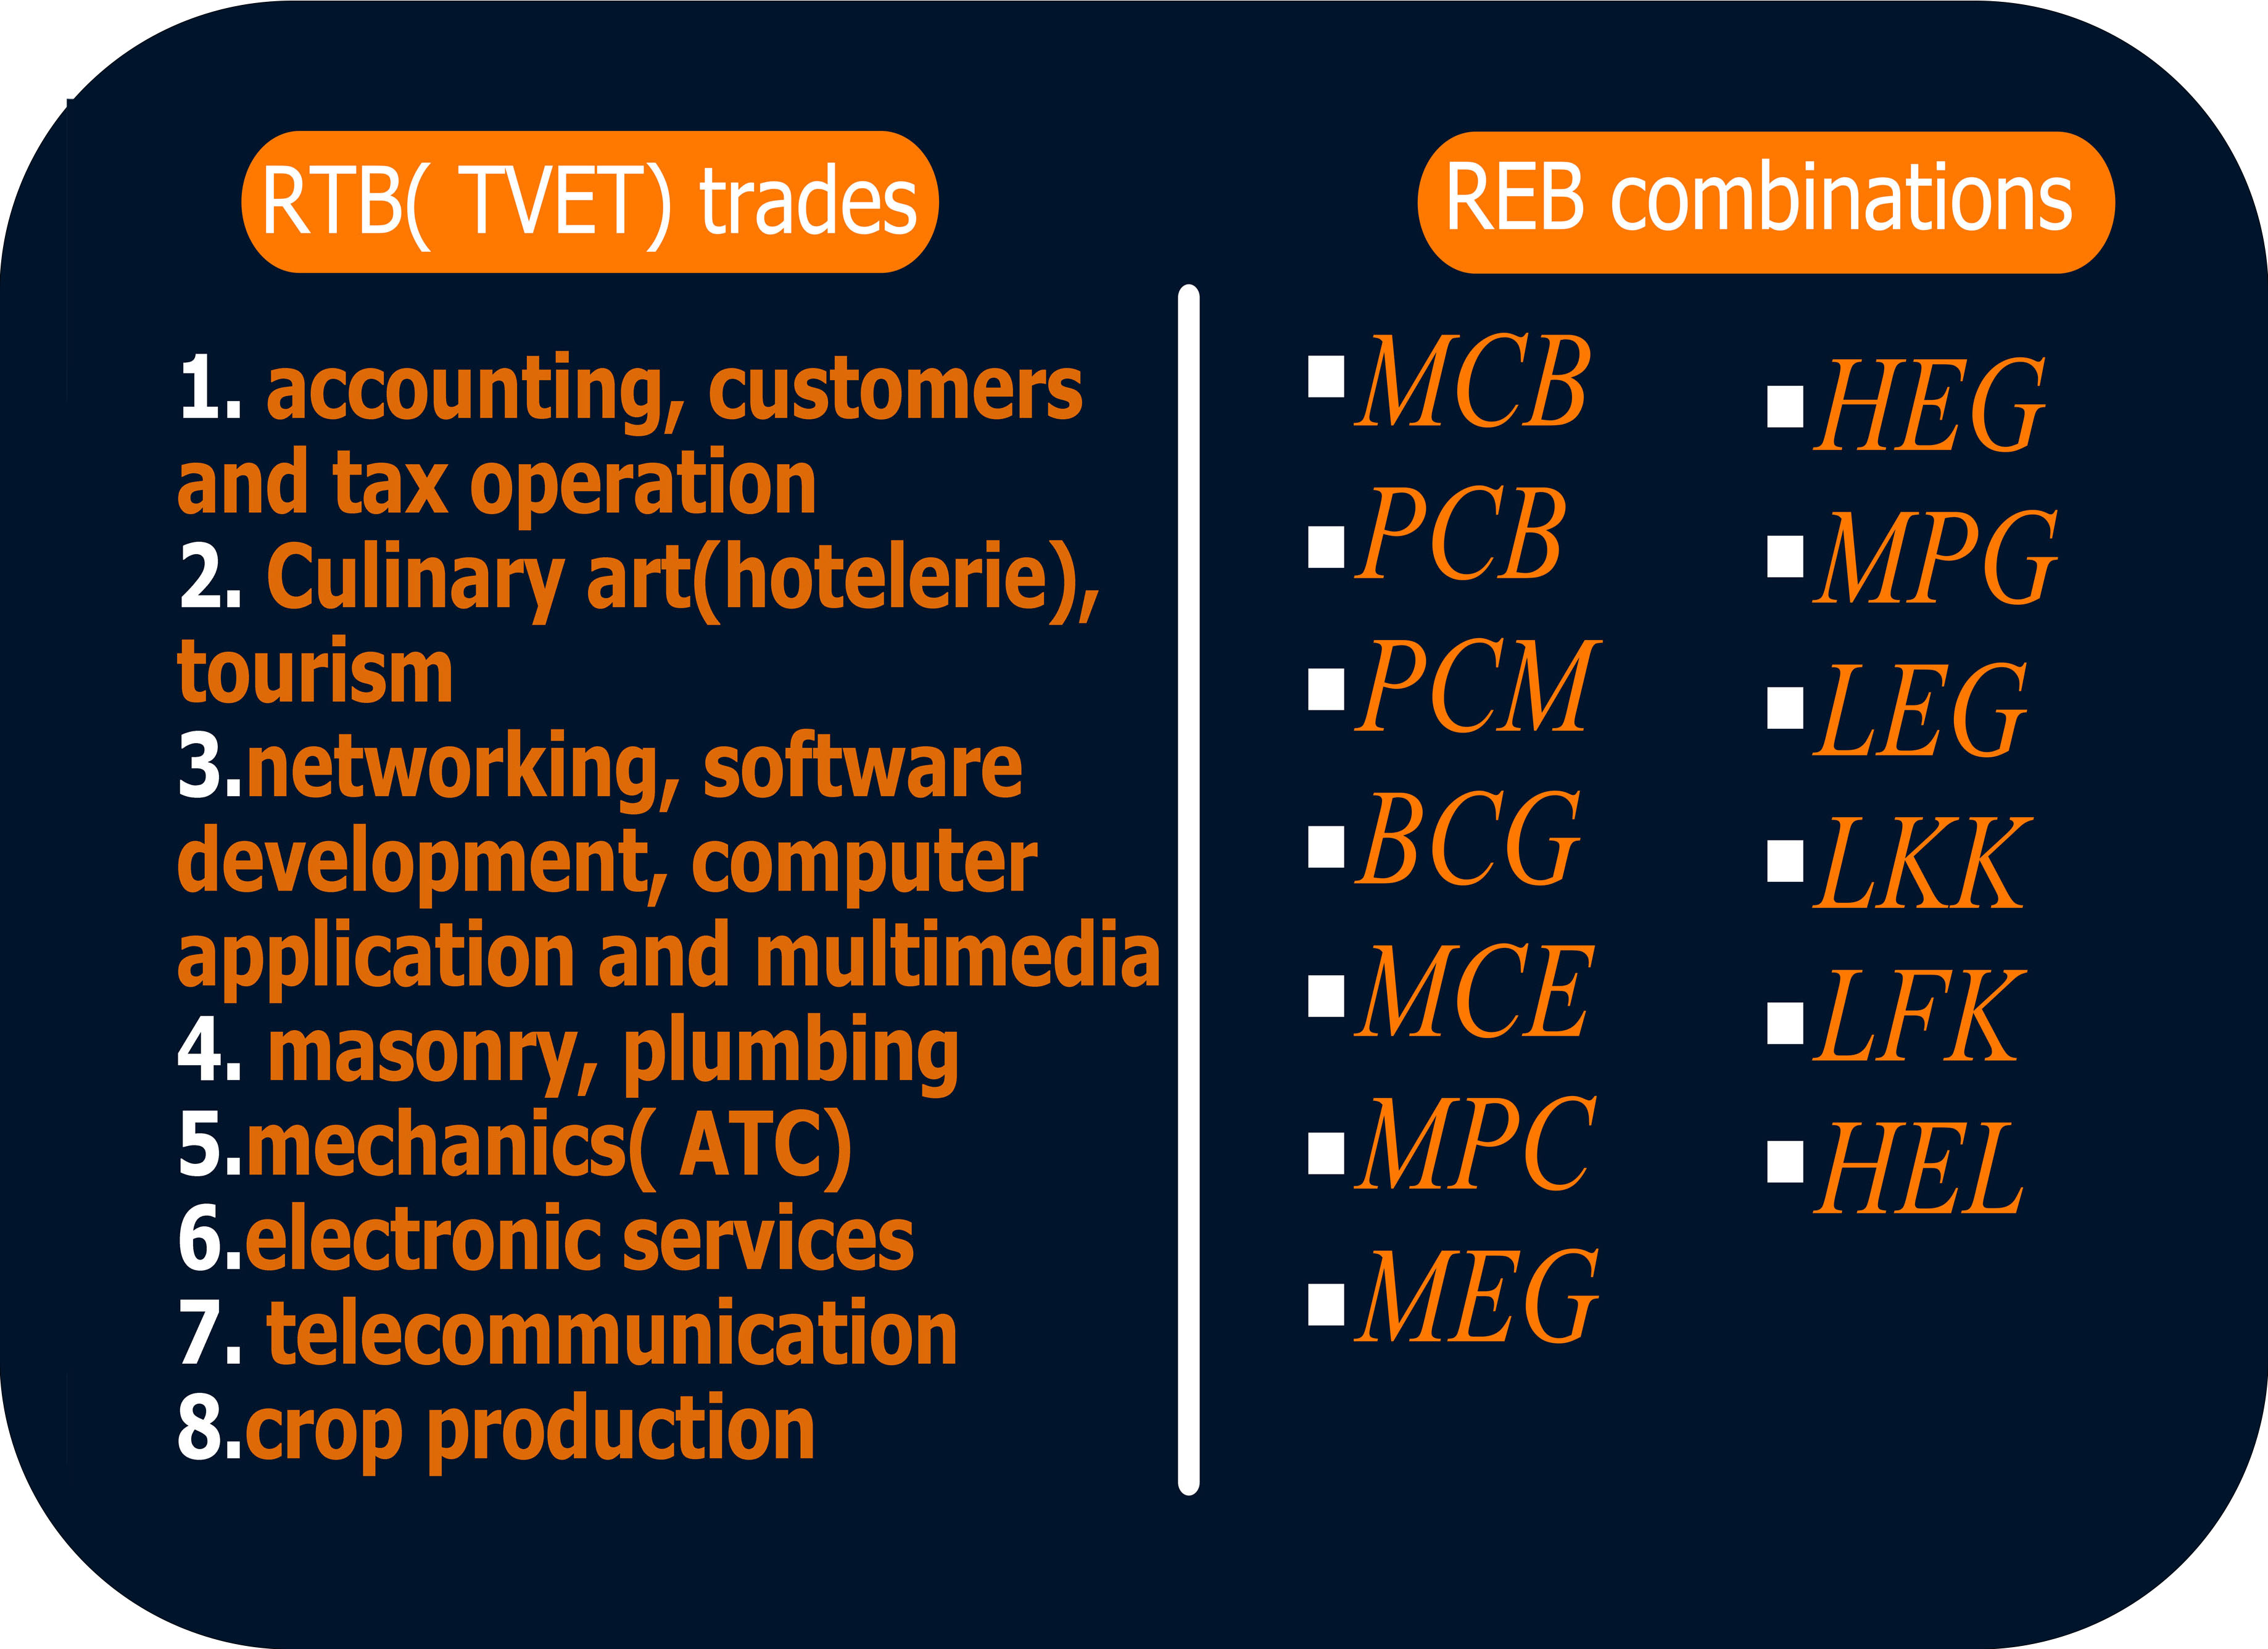 RTB( TVET) trades
1. accounting, customers
and tax operation
2. Culinary art(hotelerie),
tourism
3.networking, software
development, computer
application and multimedia
4. masonry, plumbing
5.mechanics( ATC)
6.electronic services
7. telecommunication
8.crop production
REB combinations
MCB
PCB
PCM
BCG
MCE
MPC
MEG
HEG
MPG
LEG
LKK
LFK
HEL